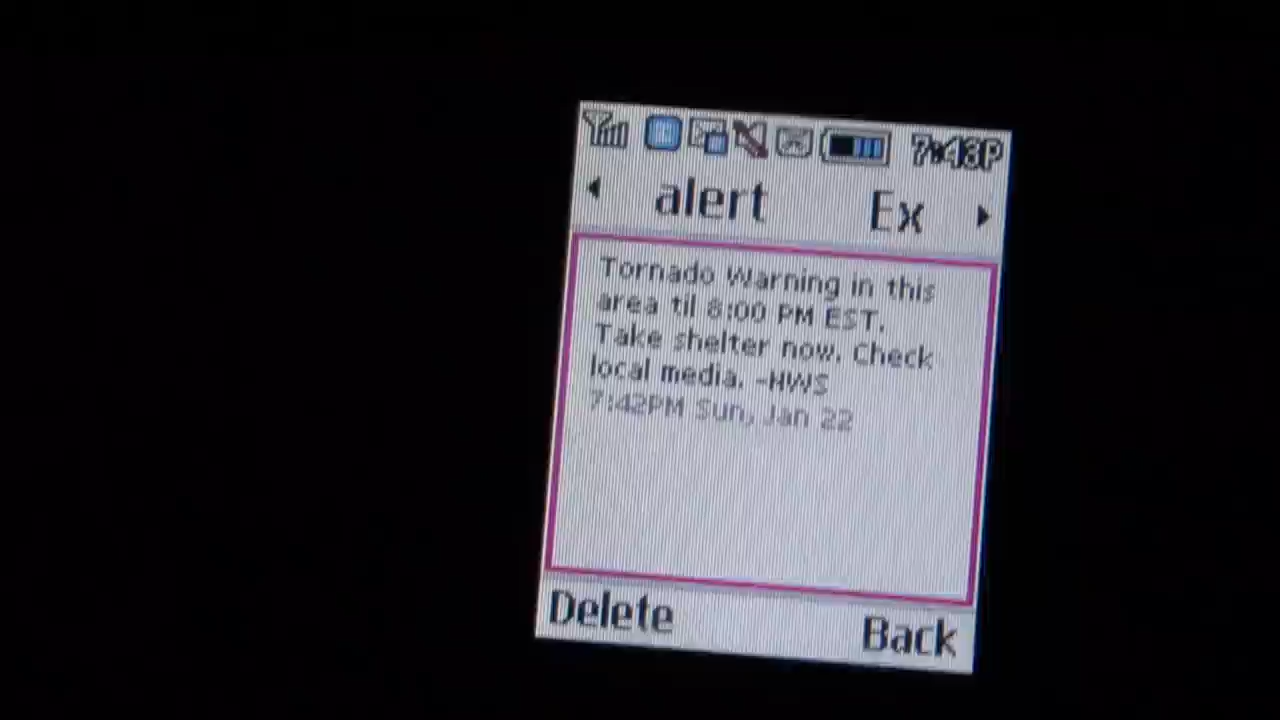 7:43P
alert Ex
Tornado Warning in this
area til 8:00 PM EST.
Take shelter now. Check
local media. -NWS
7:42PM Sun, Jan 22
Delete Back